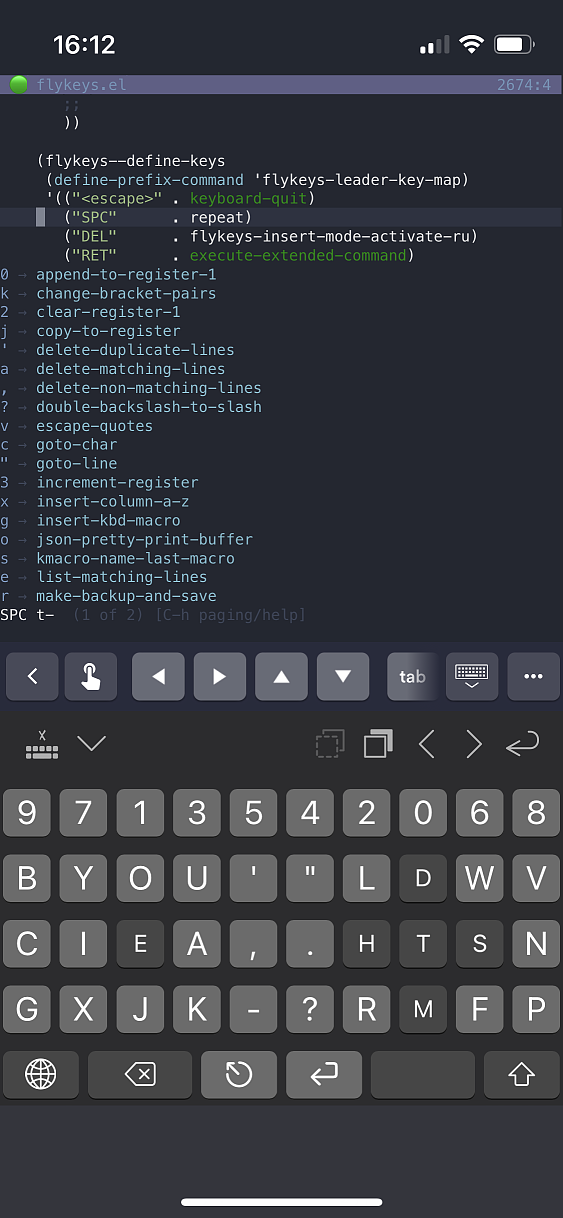 16:12
flykeys.el 2674:4
;;
))
(flykeys--define-keys
(define-prefix-command 'flykeys-leader-key-map)
'(("<escape>" . keyboard-quit)
("SPC" . repeat)
("DEL" . flykeys-insert-mode-activate-ru)
("RET" . execute-extended-command)
0 → append-to-register-1
k → change-bracket-pairs
2 → clear-register-1
j → copy-to-register
' → delete-duplicate-lines
a → delete-matching-lines
, → delete-non-matching-lines
? → double-backslash-to-slash
v → escape-quotes
c → goto-char
" → goto-line
3 → increment-register
x → insert-column-a-z
g → insert-kbd-macro
o → json-pretty-print-buffer
s → kmacro-name-last-macro
e → list-matching-lines
r → make-backup-and-save
SPC t- (1 of 2) [C-h paging/help]
tab
X
9 7 1 3 5 4 2 0 6 8
B Y O U ' " L D W V
C I E A , . H T S N
G X J K - ? R M F P